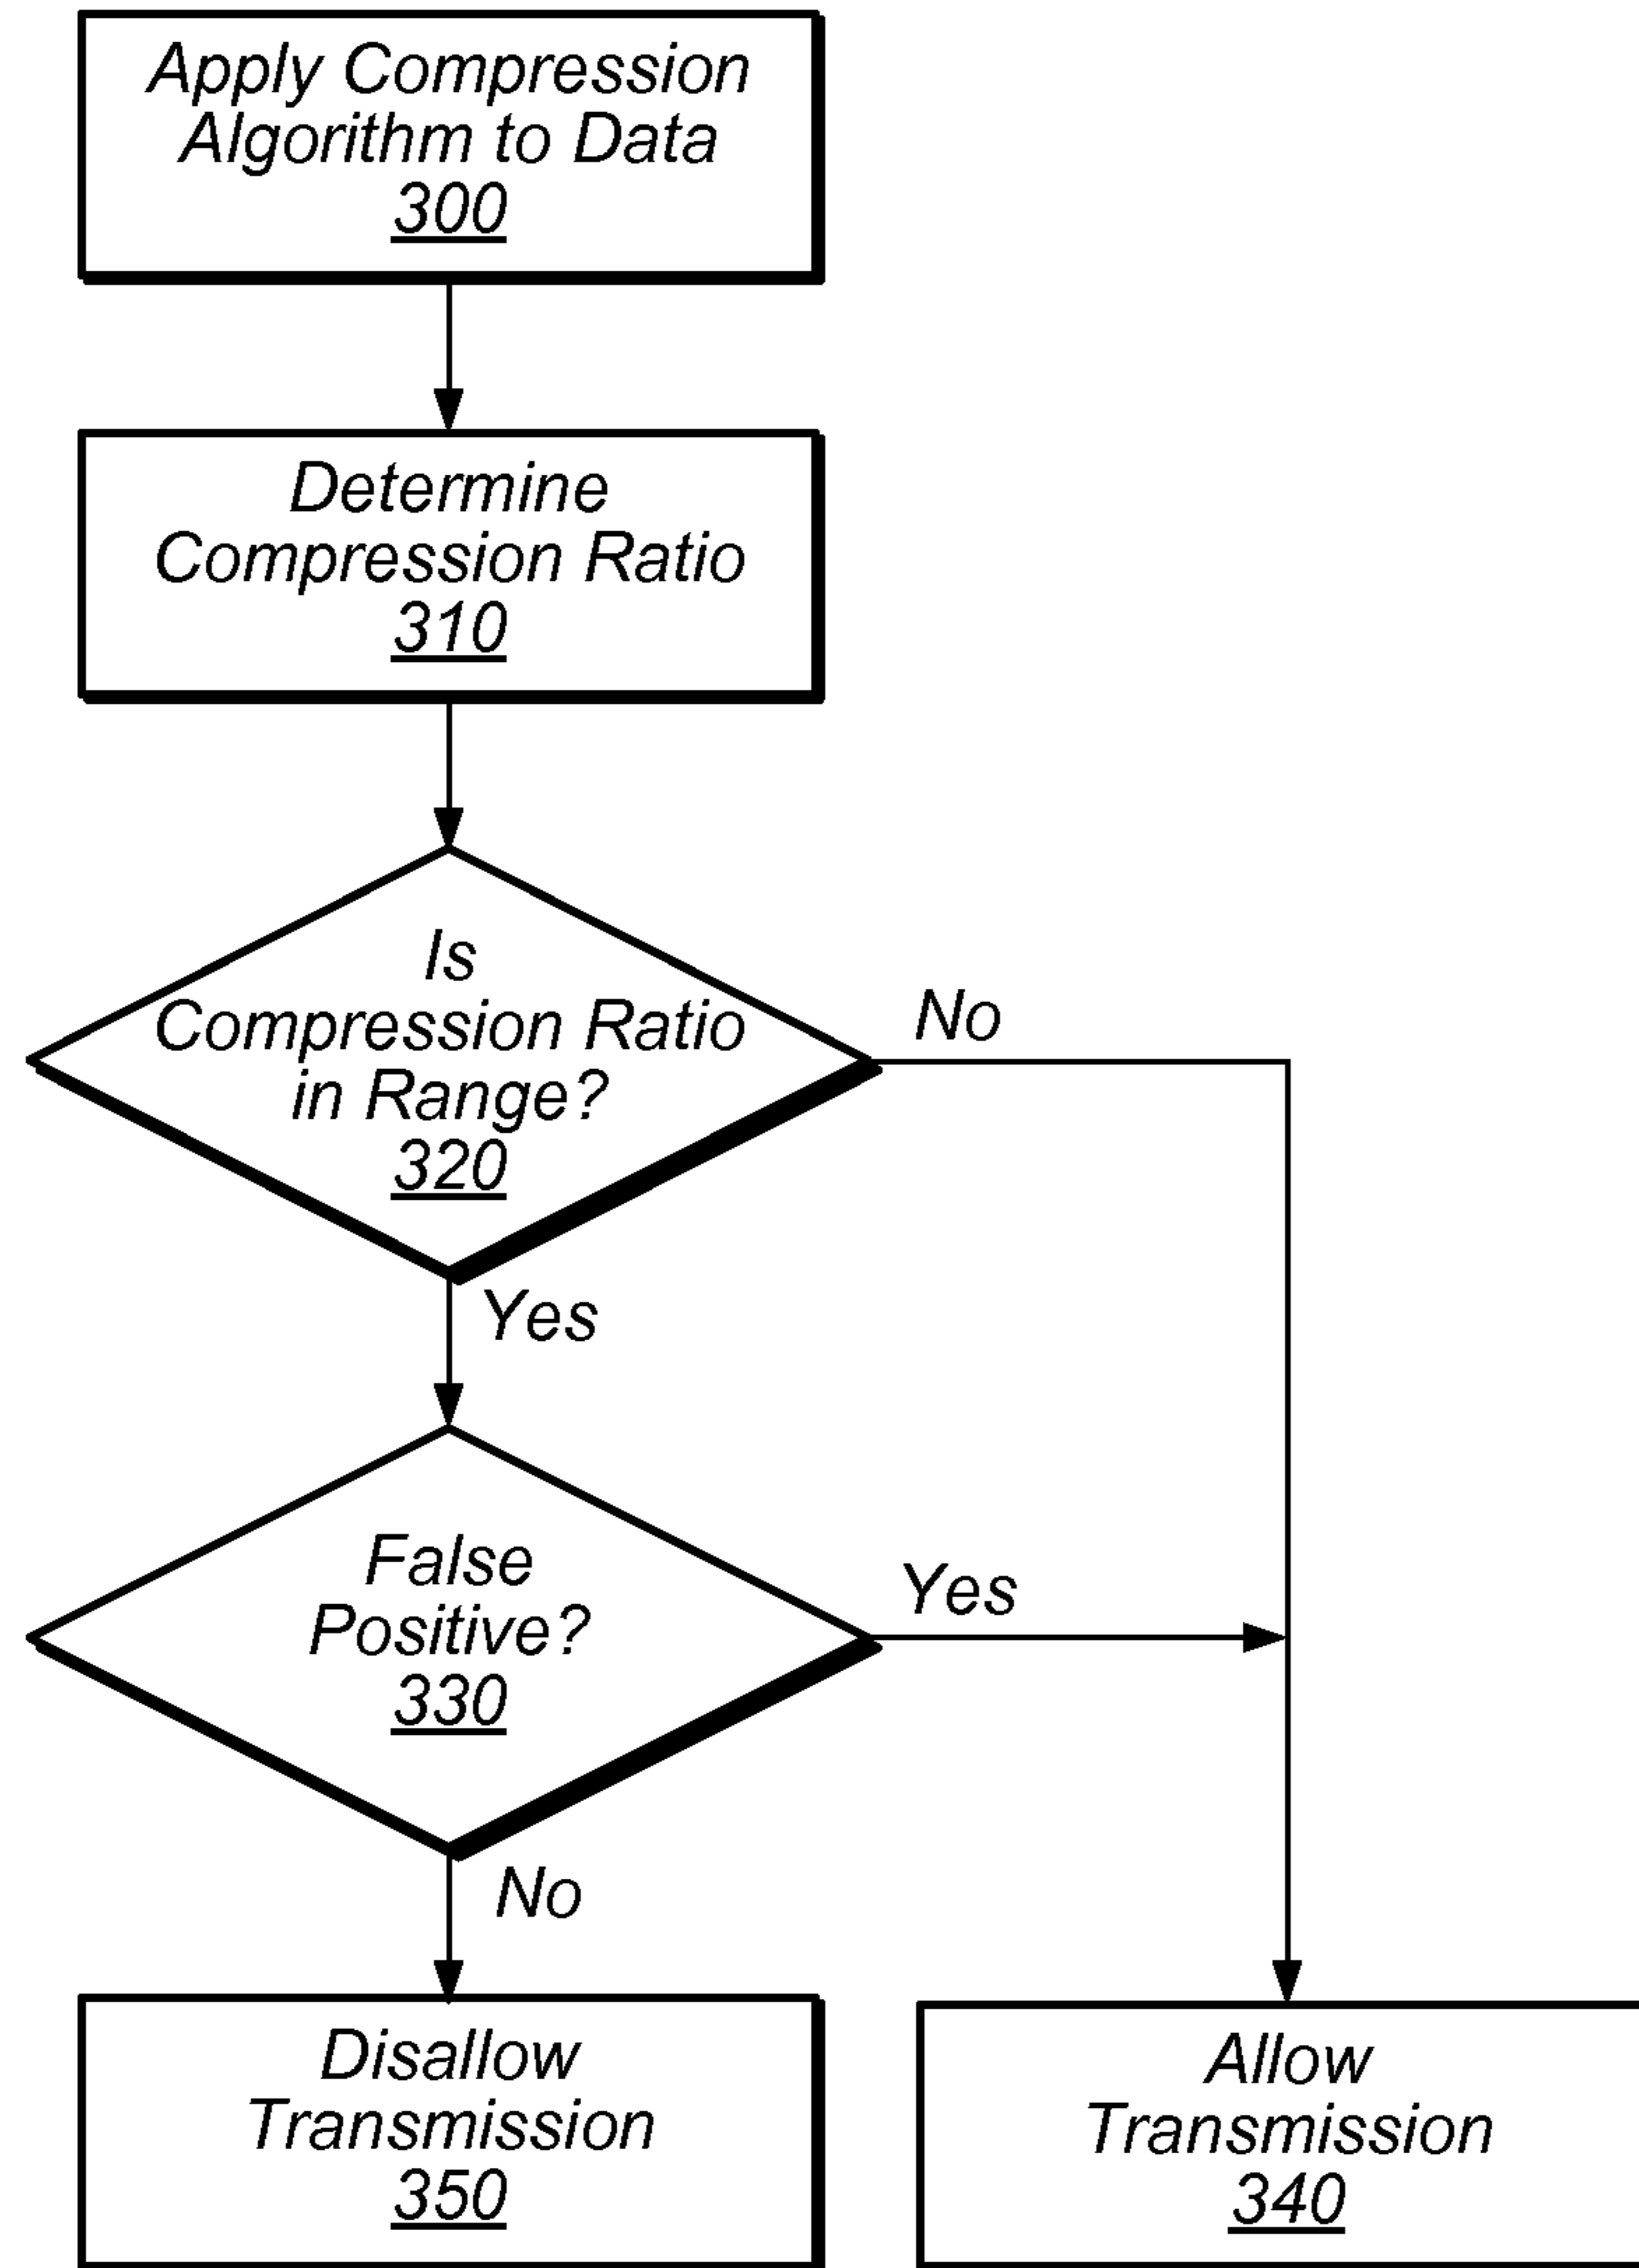 Apply Compression
Algorithm to Data
300
Determine
Compression Ratio
310
Is
Compression Ratio
in Range?
320
No
Yes
False
Positive?
330
Yes
No
Disallow
Transmission
350
Allow
Transmission
340